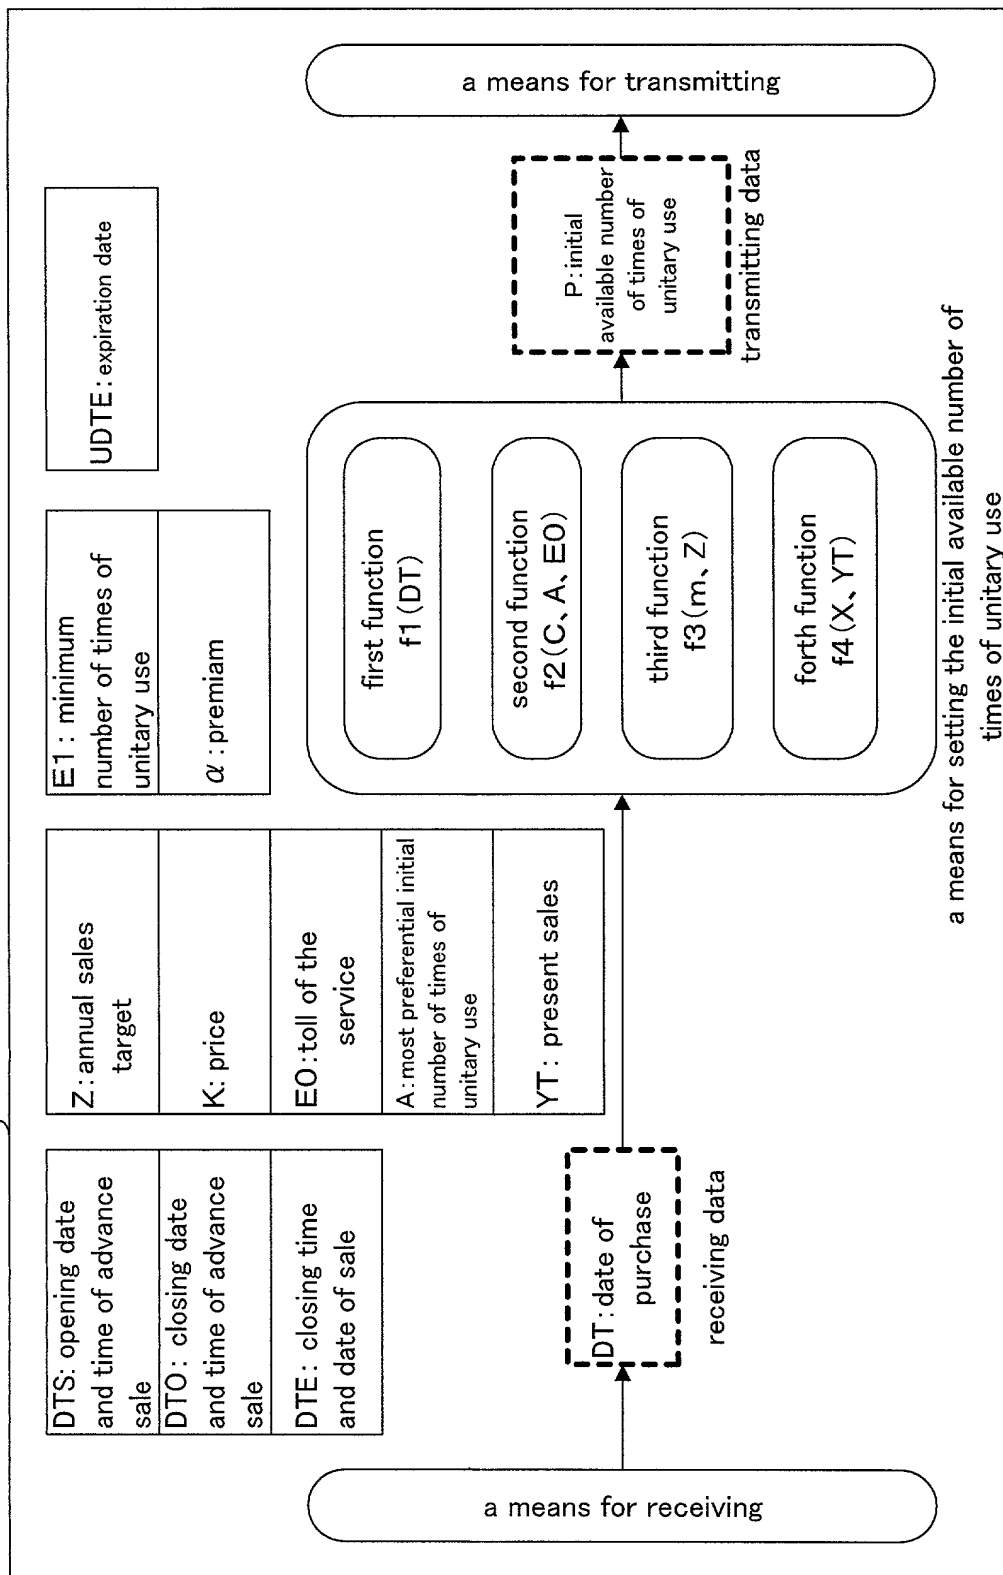 DTS: opening date
and time of advance
sale
DTO: closing date
and time of advance
sale
DTE: closing time
and date of sale
Z:annual sales
target
K: price
EO:toll of the
service
A:most preferential initial
number of times of
unitary use
YT: present sales
E1: minimum
number of times of
unitary use
α: premiam
UDTE: expiration date
a means for receiving
DT:date of
purchase
receiving data
first function
f1(DT)
second function
f2(C、A、EO)
third function
f3(m、Z)
forth function
f4(X、YT)
a means for setting the initial available number of
times of unitary use
P:initial
available number
of times of
unitary use
transmitting data
a means for transmitting